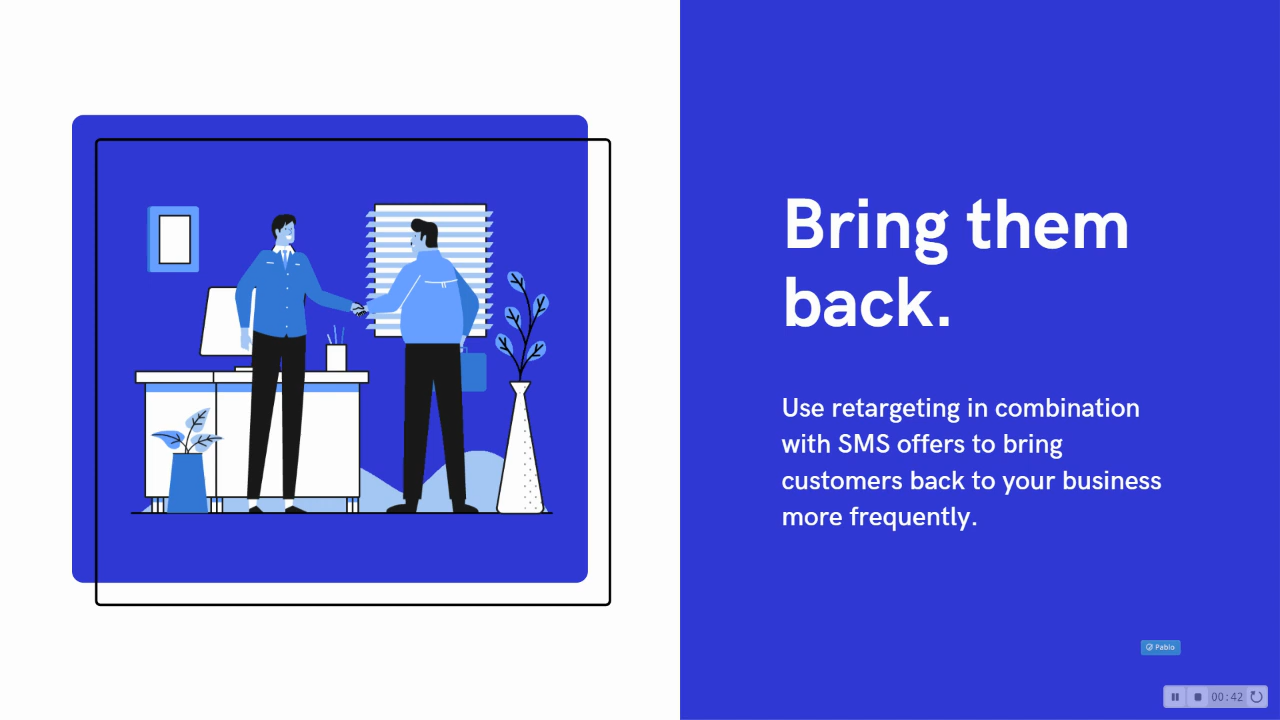 Bring them
back.
Use retargeting in combination
with SMS offers to bring
customers back to your business
more frequently.
Pablo
00:42